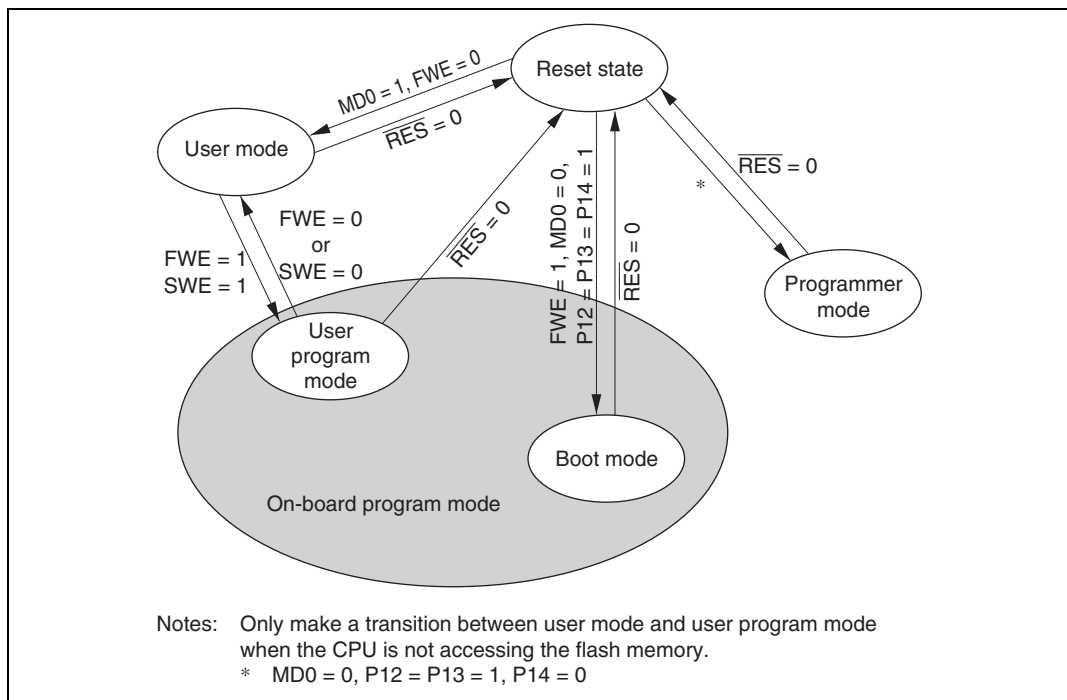 Reset state
MD0 = 1, FWE = 0
RES = 0
User mode
RES = 0
*
FWE = 0
or
SWE = 0
FWE = 1
SWE = 1
RES = 0
FWE = 1, MD0 = 0,
P12 = P13 = P14 = 1
RES = 0
Programmer
mode
User
program
mode
Boot mode
On-board program mode
Notes: Only make a transition between user mode and user program mode
when the CPU is not accessing the flash memory.
* MD0 = 0, P12 = P13 = 1, P14 = 0